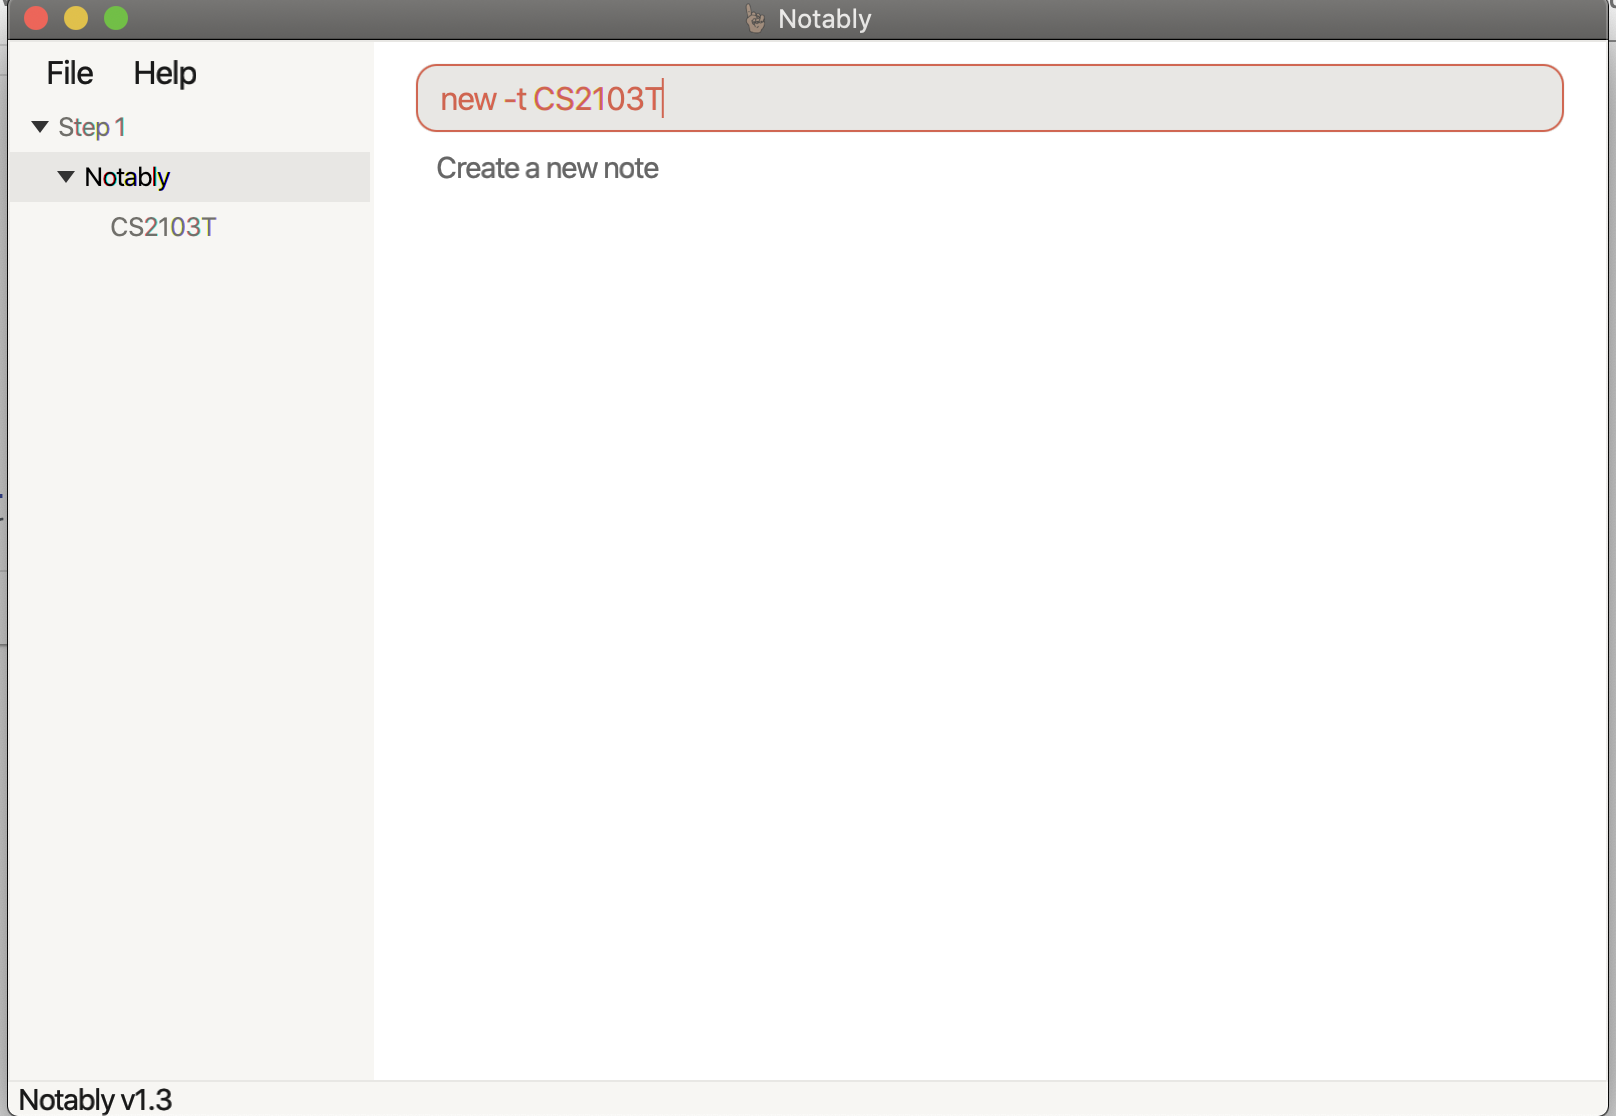 Notably
File Help
new -t CS2103T
Step 1
Create a new note
Notably
CS2103T
Notably v1.3